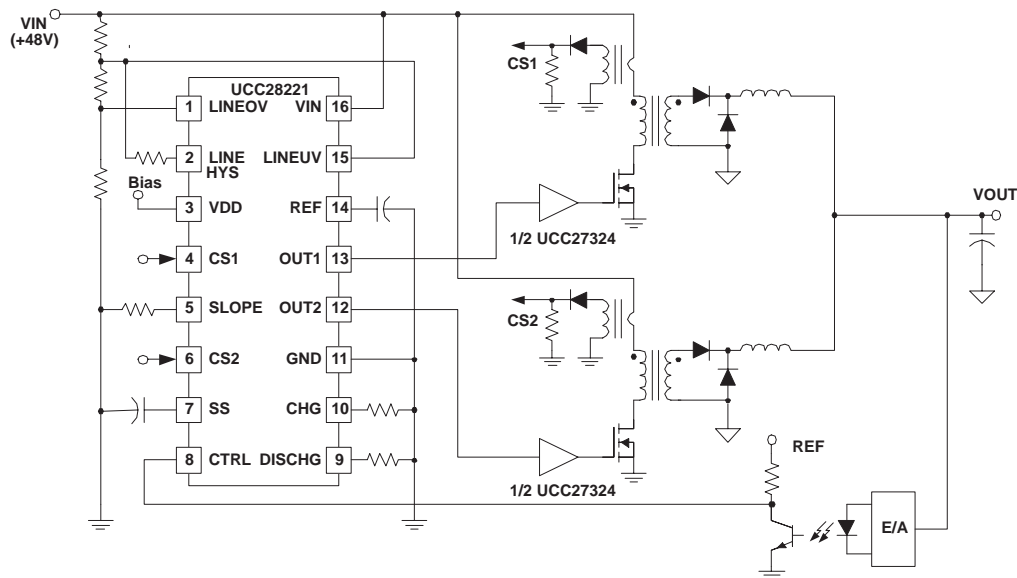 VIN
(+48V)
UCC28221
1 LINEOV VIN 16
2 LINE HYS LINEUV 15
Bias
3 VDD REF 14
4 CS1 OUT1 13
5 SLOPE OUT2 12
6 CS2 GND 11
7 SS CHG 10
8 CTRL DISCHG 9
CS1
1/2 UCC27324
CS2
1/2 UCC27324
VOUT
REF
E/A